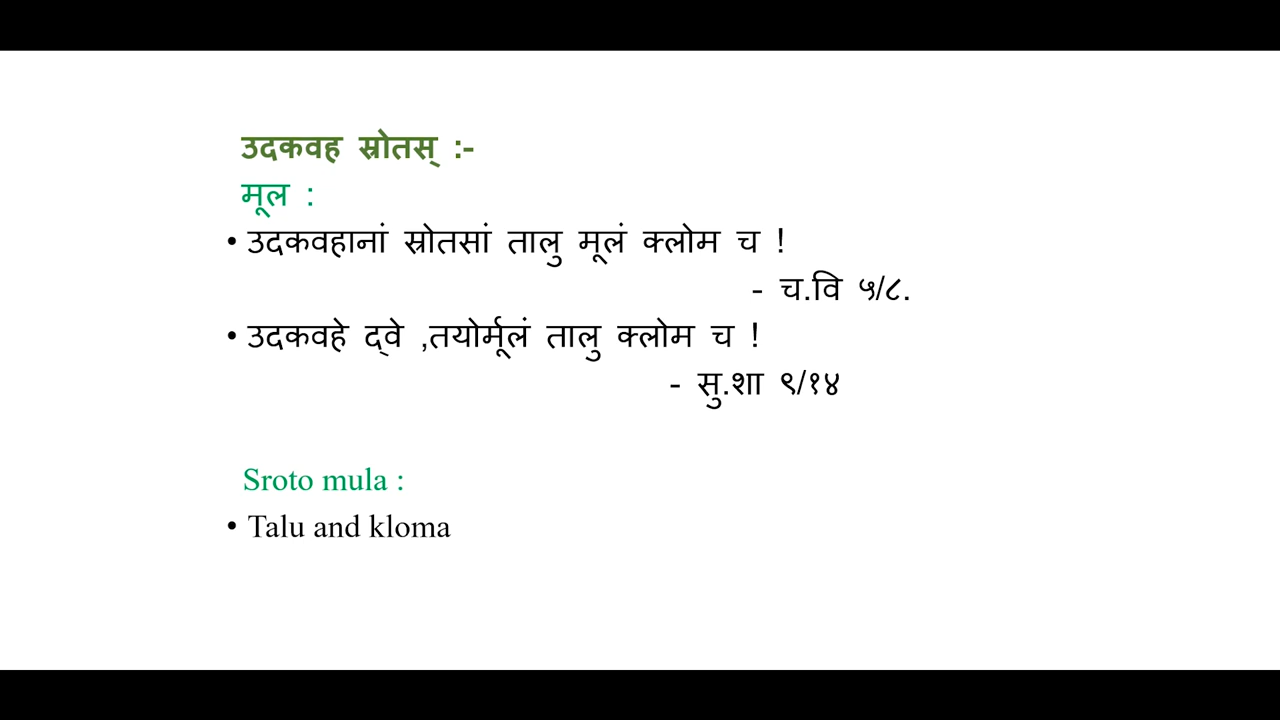 उदकवह स्रोतस् :-
मूल :
• उदकवहानां स्रोतसां तालु मूलं क्लोम च !
- च.वि ५/८.
• उदकवहे द्वे ,तयोर्मूलं तालु क्लोम च !
- सु.शा ९/१४
Sroto mula :
• Talu and kloma